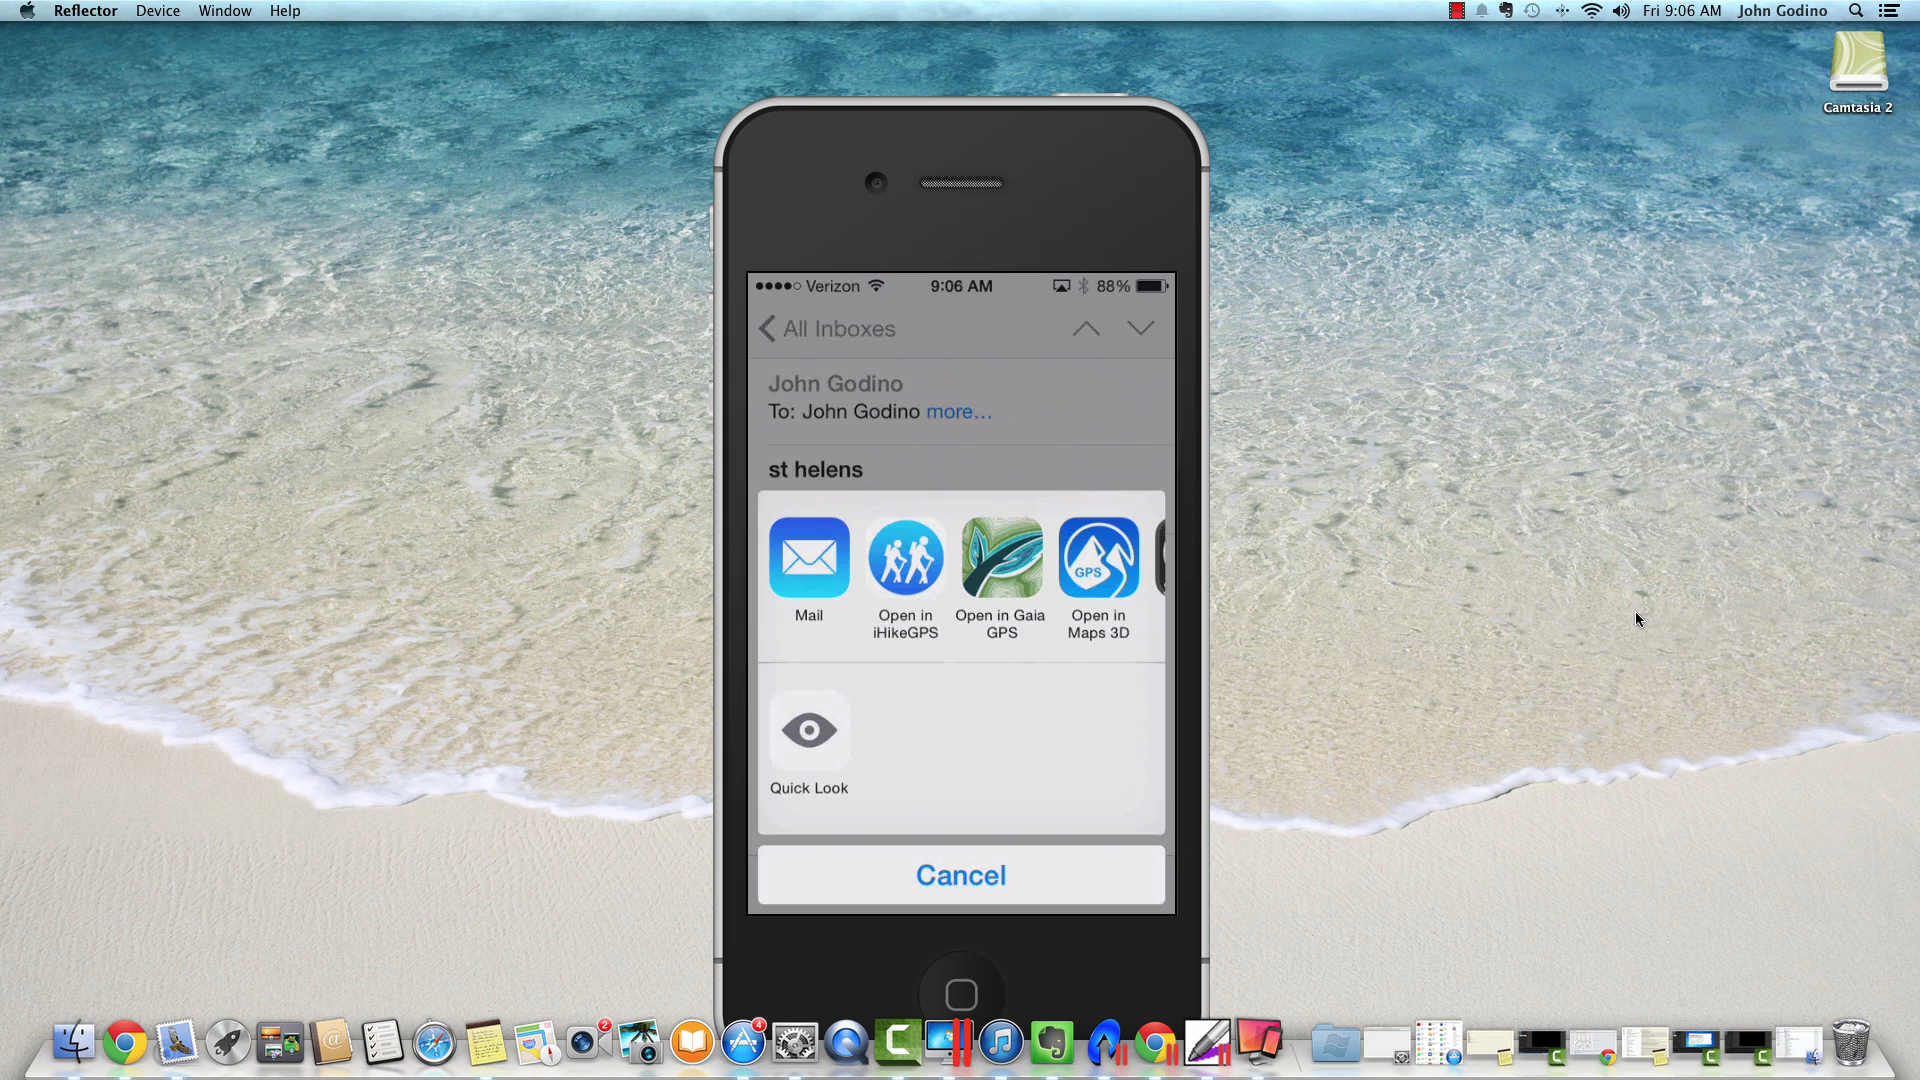 Reflector Device Window Help
Fri 9:06 AM John Godino
Camtasia 2
Verizon 9:06 AM 88%
All Inboxes
John Godino
To: John Godino more...
st helens
GPS
Mail
Open in
iHikeGPS
Open in Gaia
GPS
Open in
Maps 3D
Quick Look
Cancel
2
4